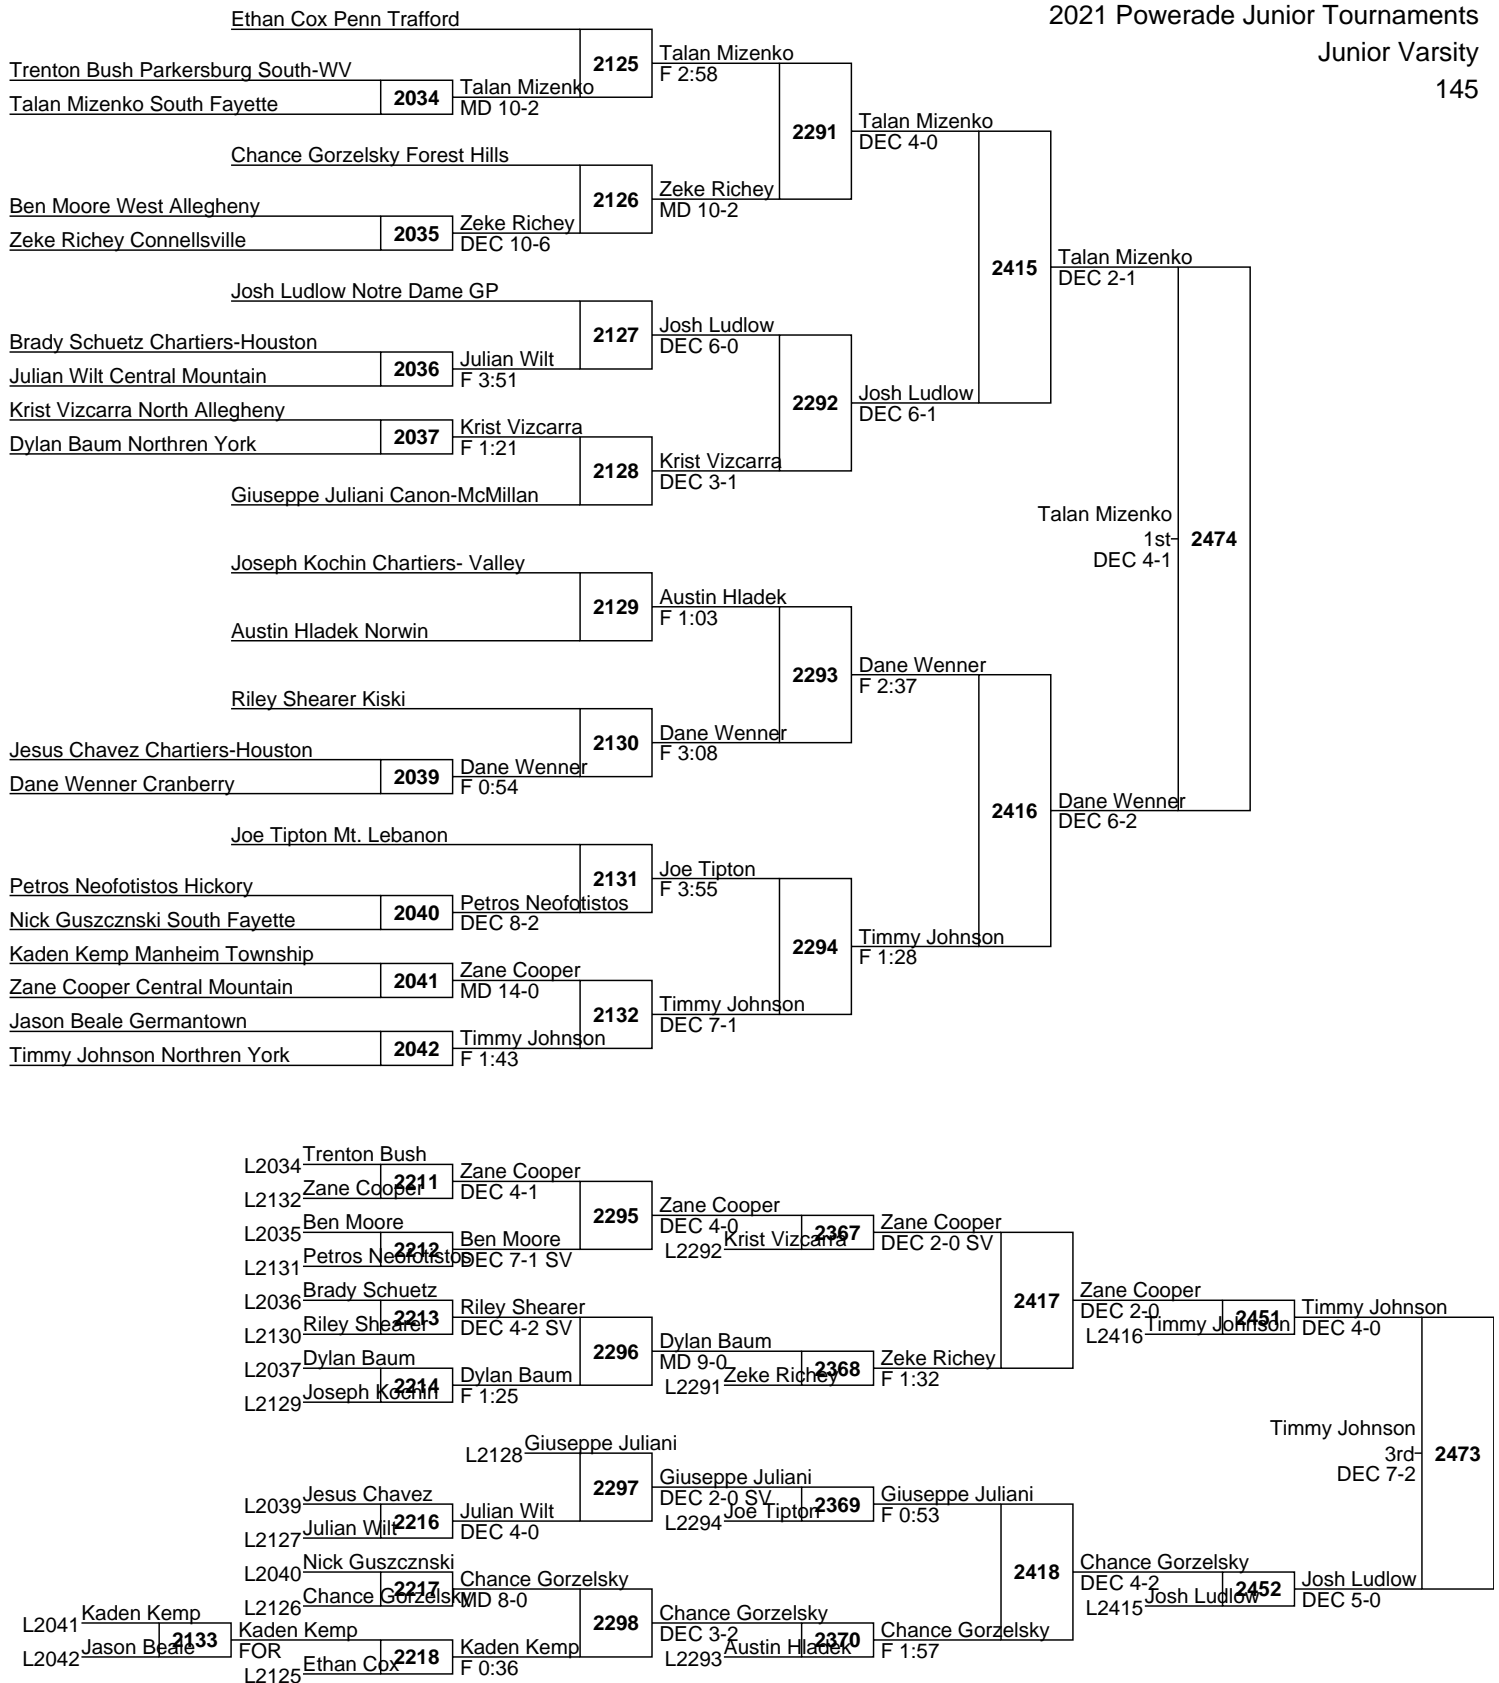 2021 Powerade Junior Tournaments
Junior Varsity
145
Ethan Cox Penn Trafford
2125
Talan Mizenko
F 2:58
Trenton Bush Parkersburg South-WV
Talan Mizenko South Fayette
2034
Talan Mizenko
MD 10-2
2291
Talan Mizenko
DEC 4-0
Chance Gorzelsky Forest Hills
2126
Zeke Richey
MD 10-2
Ben Moore West Allegheny
Zeke Richey Connellsville
2035
Zeke Richey
DEC 10-6
2415
Talan Mizenko
DEC 2-1
Josh Ludlow Notre Dame GP
2127
Josh Ludlow
DEC 6-0
Brady Schuetz Chartiers-Houston
Julian Wilt Central Mountain
2036
Julian Wilt
F 3:51
2292
Josh Ludlow
DEC 6-1
Krist Vizcarra North Allegheny
Dylan Baum Northren York
2037
Krist Vizcarra
F 1:21
2128
Krist Vizcarra
DEC 3-1
Giuseppe Juliani Canon-McMillan
Talan Mizenko
1st
DEC 4-1
2474
Joseph Kochin Chartiers- Valley
2129
Austin Hladek
F 1:03
Austin Hladek Norwin
2293
Dane Wenner
F 2:37
Riley Shearer Kiski
2130
Dane Wenner
F 3:08
Jesus Chavez Chartiers-Houston
Dane Wenner Cranberry
2039
Dane Wenner
F 0:54
2416
Dane Wenner
DEC 6-2
Joe Tipton Mt. Lebanon
2131
Joe Tipton
F 3:55
Petros Neofotistos Hickory
Nick Guszcznski South Fayette
2040
Petros Neofotistos
DEC 8-2
2294
Timmy Johnson
F 1:28
Kaden Kemp Manheim Township
Zane Cooper Central Mountain
2041
Zane Cooper
MD 14-0
2132
Timmy Johnson
DEC 7-1
Jason Beale Germantown
Timmy Johnson Northren York
2042
Timmy Johnson
F 1:43
L2034 Trenton Bush
L2132 Zane Cooper
2211
Zane Cooper
DEC 4-1
2295
Zane Cooper
DEC 4-0
L2035 Ben Moore
L2131 Petros Neofotistos
2212
Ben Moore
DEC 7-1 SV
L2292 Krist Vizcarra
2367
Zane Cooper
DEC 2-0 SV
L2036 Brady Schuetz
L2130 Riley Shearer
2213
Riley Shearer
DEC 4-2 SV
2417
Zane Cooper
DEC 2-0
L2416 Timmy Johnson
2451
Timmy Johnson
DEC 4-0
2296
Dylan Baum
MD 9-0
L2037 Dylan Baum
L2129 Joseph Kochin
2214
Dylan Baum
F 1:25
L2291 Zeke Richey
2368
Zeke Richey
F 1:32
L2128 Giuseppe Juliani
2297
Giuseppe Juliani
DEC 2-0 SV
Timmy Johnson
3rd
DEC 7-2
2473
L2039 Jesus Chavez
L2127 Julian Wilt
2216
Julian Wilt
DEC 4-0
L2294 Joe Tipton
2369
Giuseppe Juliani
F 0:53
L2040 Nick Guszcznski
L2126 Chance Gorzelsky
2217
Chance Gorzelsky
MD 8-0
2418
Chance Gorzelsky
DEC 4-2
L2415 Josh Ludlow
2452
Josh Ludlow
DEC 5-0
2298
Chance Gorzelsky
DEC 3-2
L2041 Kaden Kemp
L2042 Jason Beale
2133
Kaden Kemp
FOR
L2125 Ethan Cox
2218
Kaden Kemp
F 0:36
L2293 Austin Hladek
2370
Chance Gorzelsky
F 1:57